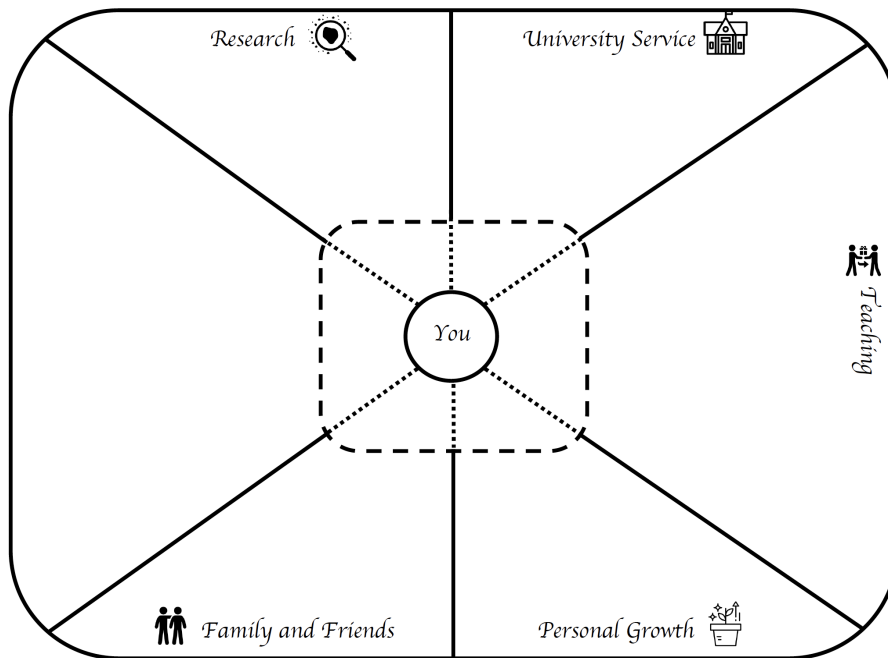 Research
University Service
You
Teaching
Family and Friends
Personal Growth